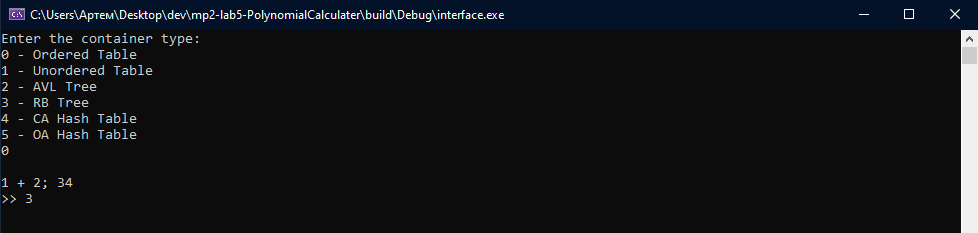 C:\Users\Артем\Desktop\dev\mp2-lab5-PolynomialCalculater\build\Debug\interface.exe
Enter the container type:
0 - Ordered Table
1 - Unordered Table
2 - AVL Tree
3 - RB Tree
4 - CA Hash Table
5 - OA Hash Table
0
1 + 2; 34
>> 3